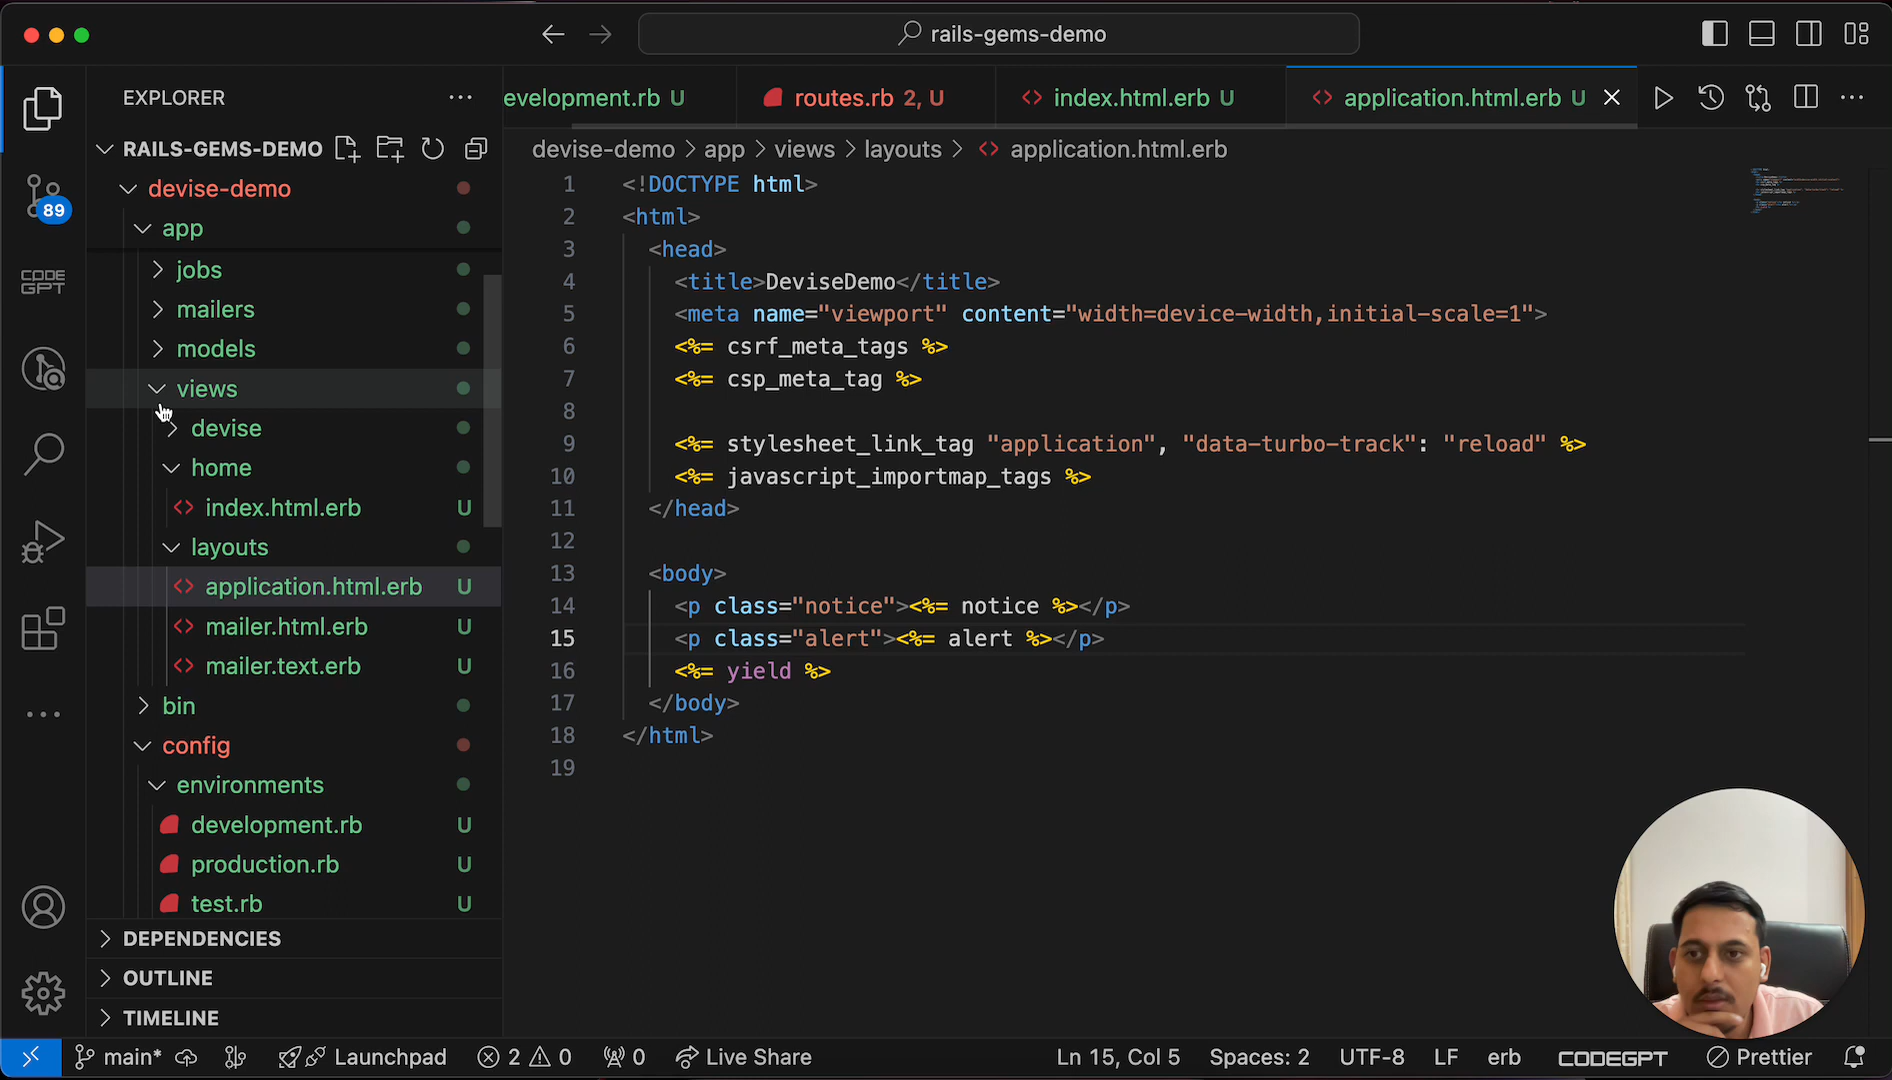 rails-gems-demo
EXPLORER
evelopment.rb U
routes.rb 2, U
index.html.erb U
application.html.erb U
RAILS-GEMS-DEMO
devise-demo > app > views > layouts > <> application.html.erb
devise-demo
app
jobs
mailers
models
views
devise
home
index.html.erb U
layouts
application.html.erb U
mailer.html.erb U
mailer.text.erb U
bin
config
environments
development.rb U
production.rb U
test.rb U
DEPENDENCIES
OUTLINE
TIMELINE
89
CODE
GPT
1 <!DOCTYPE html>
2 <html>
3 <head>
4 <title>DeviseDemo</title>
5 <meta name="viewport" content="width=device-width,initial-scale=1">
6 <%= csrf_meta_tags %>
7 <%= csp_meta_tag %>
8
9 <%= stylesheet_link_tag "application", "data-turbo-track": "reload" %>
10 <%= javascript_importmap_tags %>
11 </head>
12
13 <body>
14 <p class="notice"><%= notice %></p>
15 <p class="alert"><%= alert %></p>
16 <%= yield %>
17 </body>
18 </html>
19
main* Launchpad 2 0 0 Live Share Ln 15, Col 5 Spaces: 2 UTF-8 LF erb CODEGPT Prettier